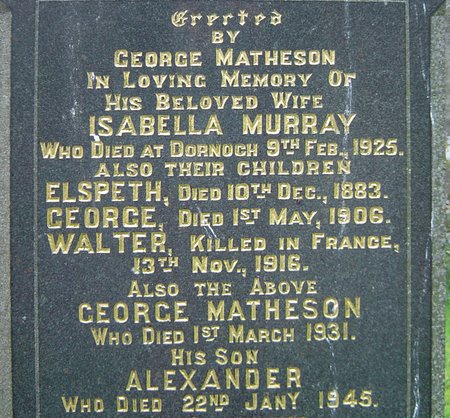 Erected
BY
GEORGE MATHESON
IN LOVING MEMORY OF
HIS BELOVED WIFE
ISABELLA MURRAY
WHO DIED AT DORNOCH 9TH FEB., 1925.
ALSO THEIR CHILDREN
ELSPETH, DIED 10TH DEC., 1883.
GEORGE, DIED 1ST MAY, 1906.
WALTER, KILLED IN FRANCE,
13TH NOV., 1916.
ALSO THE ABOVE
GEORGE MATHESON
WHO DIED 1ST MARCH 1931.
HIS SON
ALEXANDER
WHO DIED 22ND JANY 1945.